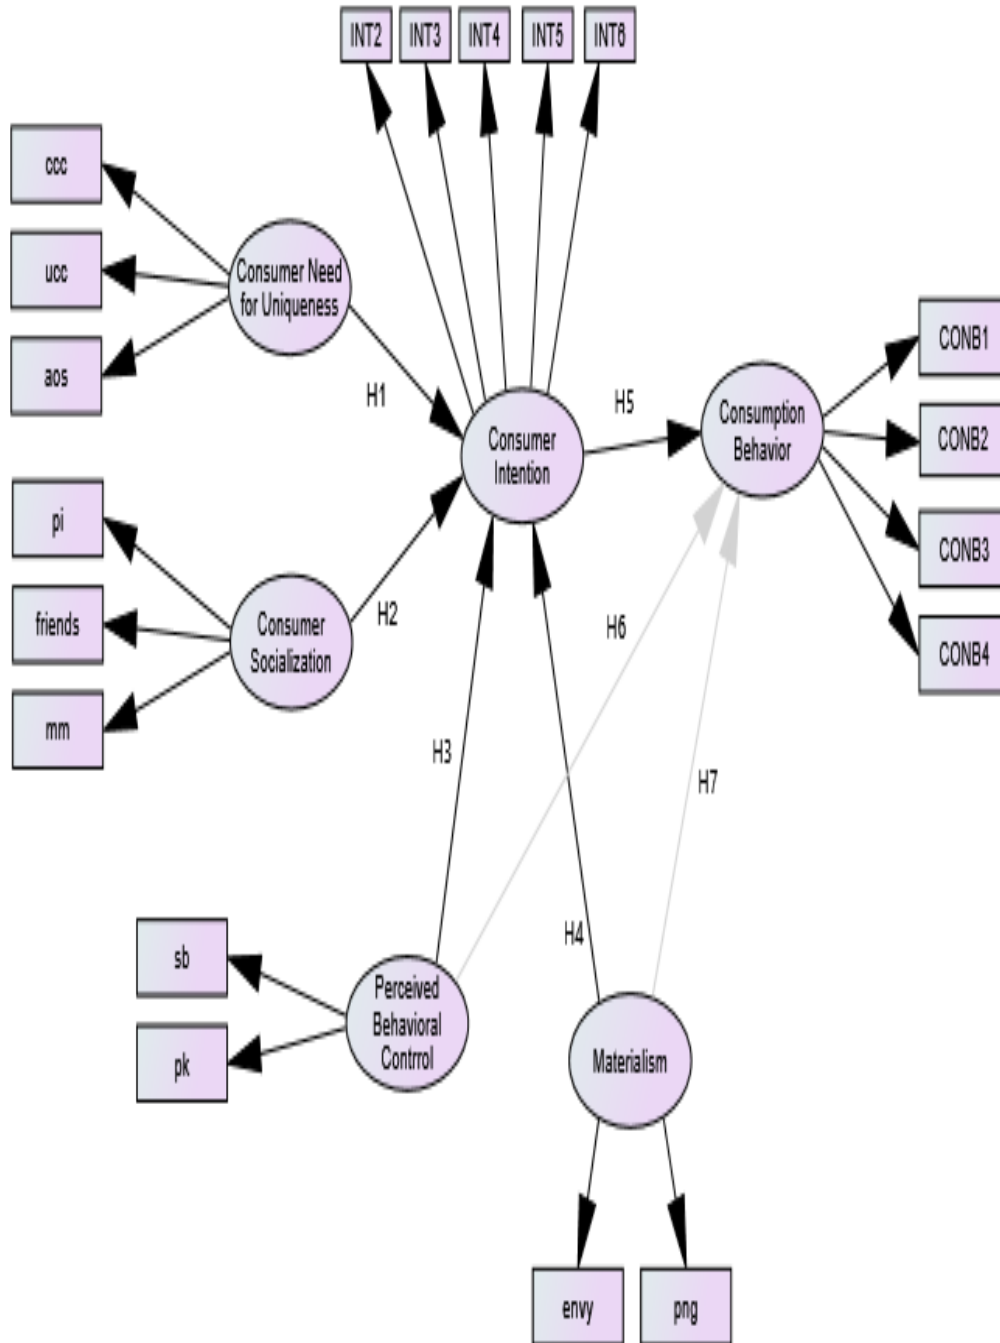 INT2
INT3
INT4
INT5
INT6
ccc
ucc
aos
Consumer Need
for Uniqueness
H1
pi
friends
mm
Consumer
Socialization
H2
Consumer
Intention
H5
Consumption
Behavior
CONB1
CONB2
CONB3
CONB4
H6
H3
H7
H4
sb
pk
Perceived
Behavioral
Contrrol
Materialism
envy
png